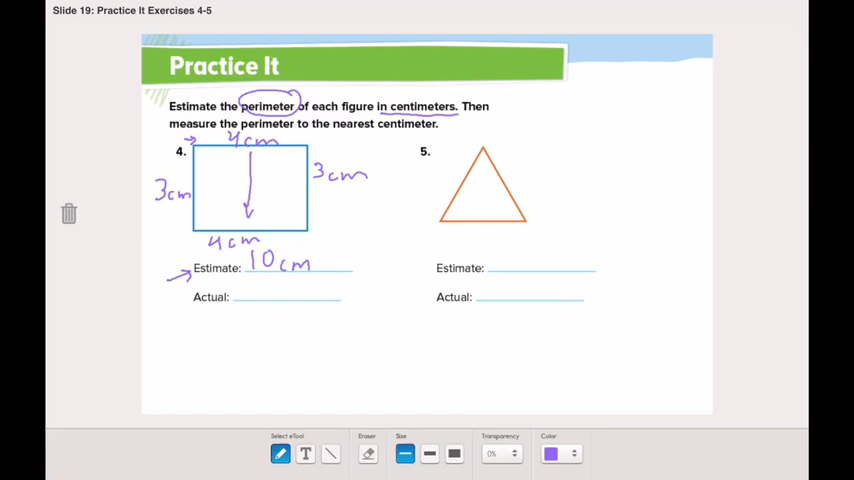 Slide 19: Practice It Exercises 4-5
Practice It
Estimate the perimeter of each figure in centimeters. Then
measure the perimeter to the nearest centimeter.
4cm
4.
5.
3cm
3cm
4cm
Estimate: 10cm
Estimate:
Actual:
Actual:
Select eTool
Eraser
Size
Transparency
Color
T
0%